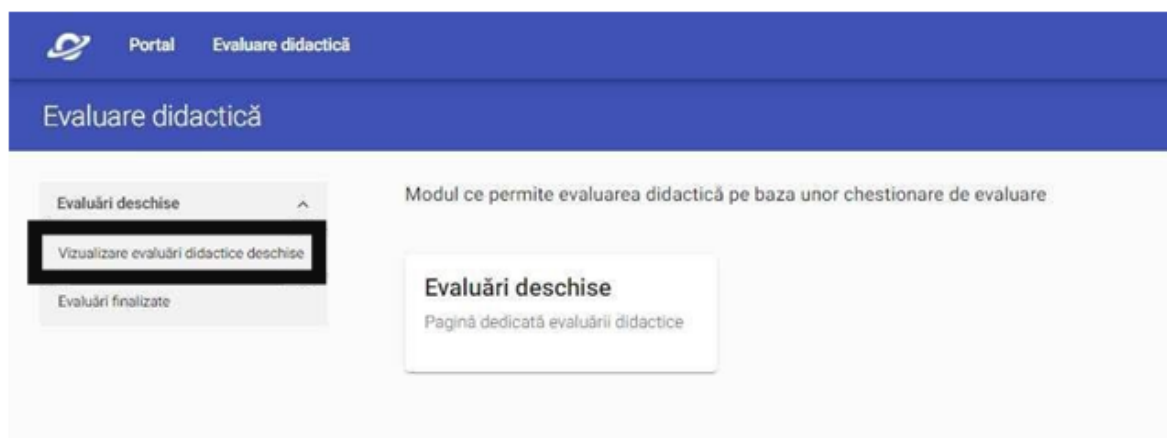 Portal Evaluare didactică
Evaluare didactică
Evaluări deschise
Vizualizare evaluări didactice deschise
Evaluări finalizate
Modul ce permite evaluarea didactică pe baza unor chestionare de evaluare
Evaluări deschise
Pagină dedicată evaluării didactice